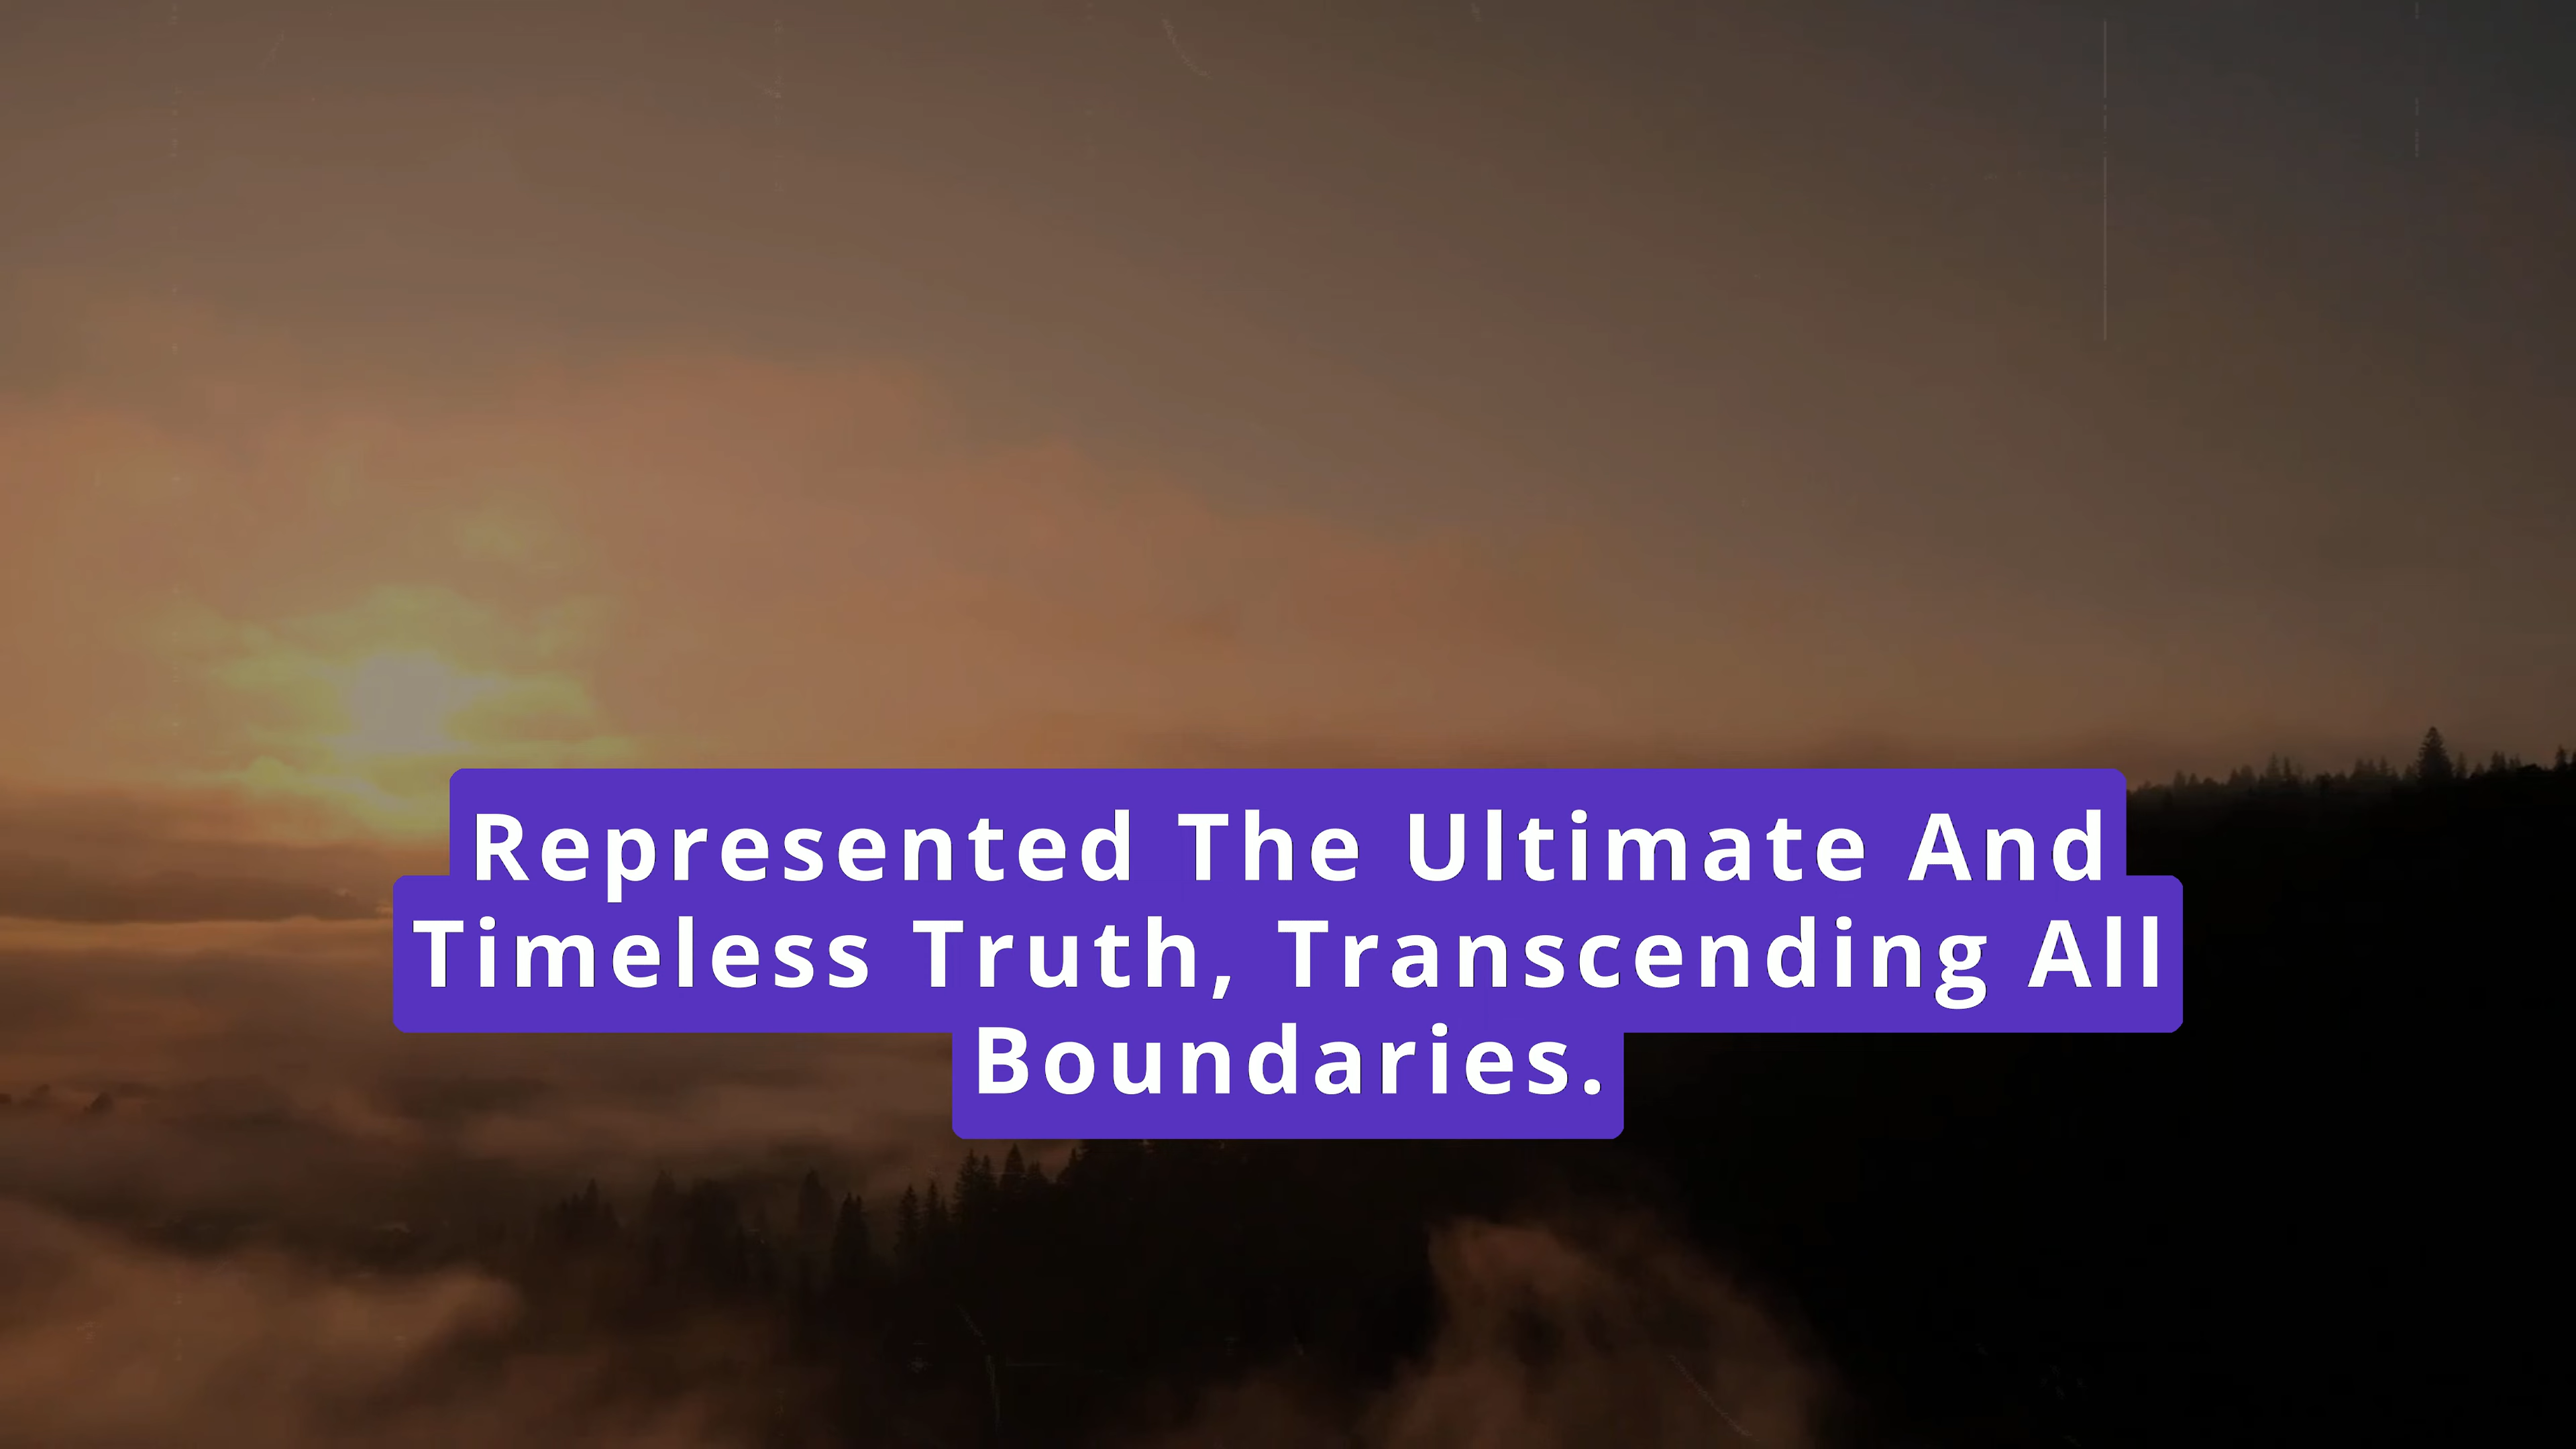 Represented The Ultimate And
Timeless Truth, Transcending All
Boundaries.